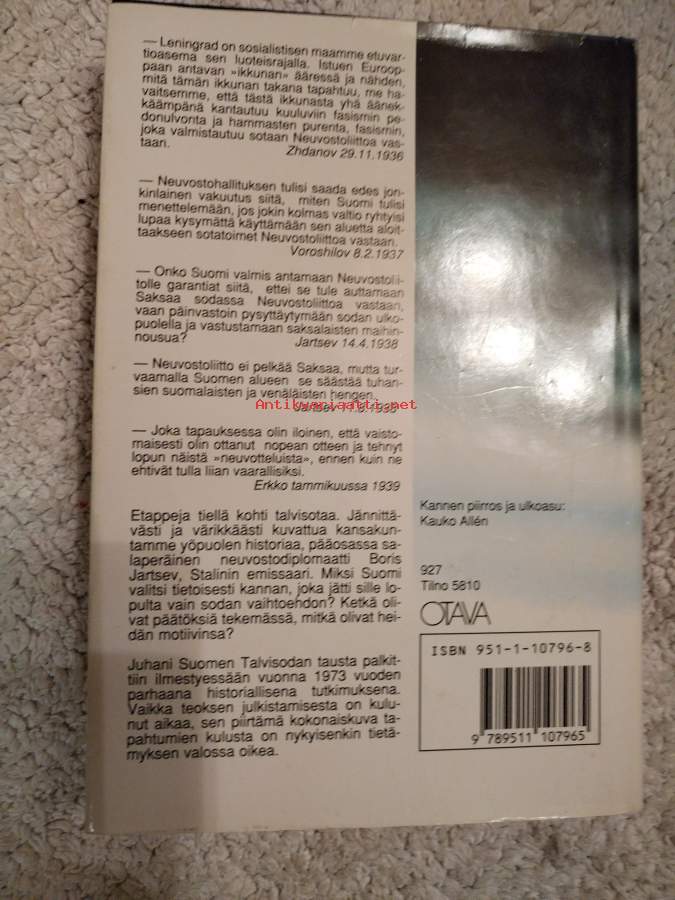 — Leningrad on sosialistisen maamme etuvar-
tioasema sen luoteisrajalla. Istuen Euroop-
paan antavan »ikkunan» ääressä ja nähden,
mitä tämän ikkunan takana tapahtuu, me ha-
vaitsemme, että tästä ikkunasta yhä äänek-
käämpänä kantautuu kuuluviin fasismin pe-
donulvonta ja hammasten purenta, fasismin,
joka valmistautuu sotaan Neuvostoliittoa vas-
taan.
Zhdanov 29.11.1936
— Neuvostohallituksen tulisi saada edes jon-
kinlainen vakuutus siitä, miten Suomi tulisi
menettelemään, jos jokin kolmas valtio ryhtyisi
lupaa kysymättä käyttämään sen aluetta aloit-
taakseen sotatoimet Neuvostoliittoa vastaan.
Voroshilov 8.2.1937
— Onko Suomi valmis antamaan Neuvostolii-
tolle garantiat siitä, ettei se tule auttamaan
Saksaa sodassa Neuvostoliittoa vastaan,
vaan päinvastoin pysyttäytymään sodan ulko-
puolella ja vastustamaan saksalaisten maihin-
nousua?
Jartsev 14.4.1938
— Neuvostoliitto ei pelkää Saksaa, mutta tur-
vaamalla Suomen alueen se säästää tuhan-
sien suomalaisten ja venäläisten hengen.
Jartsev
Antikvariaatti.net
— Joka tapauksessa olin iloinen, että vaisto-
maisesti olin ottanut nopean otteen ja tehnyt
lopun näistä »neuvotteluista», ennen kuin ne
ehtivät tulla liian vaarallisiksi.
Erkko tammikuussa 1939
Etappeja tiellä kohti talvisotaa. Jännittä-
västi ja värikkäästi kuvattua kansakun-
tamme yöpuolen historiaa, pääosassa sa-
laperäinen neuvostodiplomaatti Boris
Jartsev, Stalinin emissaari. Miksi Suomi
valitsi tietoisesti kannan, joka jätti sille lo-
pulta vain sodan vaihtoehdon? Ketkä oli-
vat päätöksiä tekemässä, mitkä olivat hei-
dän motiivinsa?
Juhani Suomen Talvisodan tausta palkit-
tiin ilmestyessään vuonna 1973 vuoden
parhaana historiallisena tutkimuksena.
Vaikka teoksen julkistamisesta on kulu-
nut aikaa, sen piirtämä kokonaiskuva ta-
pahtumien kulusta on nykyisenkin tietä-
myksen valossa oikea.
Kannen piirros ja ulkoasu:
Kauko Allén
927
Tilno 5810
OTAVA
ISBN 951-1-10796-8
9 789511 107965